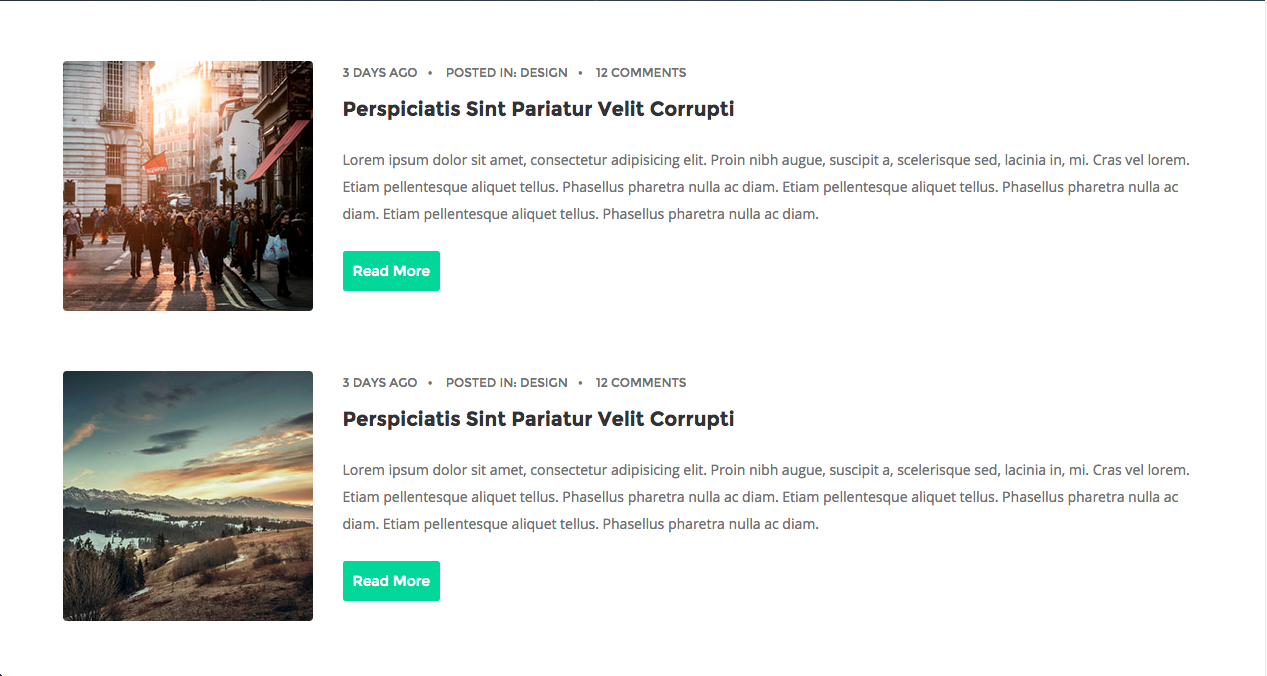 3 DAYS AGO • POSTED IN: DESIGN • 12 COMMENTS
Perspiciatis Sint Pariatur Velit Corrupti
Lorem ipsum dolor sit amet, consectetur adipisicing elit. Proin nibh augue, suscipit a, scelerisque sed, lacinia in, mi. Cras vel lorem.
Etiam pellentesque aliquet tellus. Phasellus pharetra nulla ac diam. Etiam pellentesque aliquet tellus. Phasellus pharetra nulla ac
diam. Etiam pellentesque aliquet tellus. Phasellus pharetra nulla ac diam.
Read More
3 DAYS AGO • POSTED IN: DESIGN • 12 COMMENTS
Perspiciatis Sint Pariatur Velit Corrupti
Lorem ipsum dolor sit amet, consectetur adipisicing elit. Proin nibh augue, suscipit a, scelerisque sed, lacinia in, mi. Cras vel lorem.
Etiam pellentesque aliquet tellus. Phasellus pharetra nulla ac diam. Etiam pellentesque aliquet tellus. Phasellus pharetra nulla ac
diam. Etiam pellentesque aliquet tellus. Phasellus pharetra nulla ac diam.
Read More